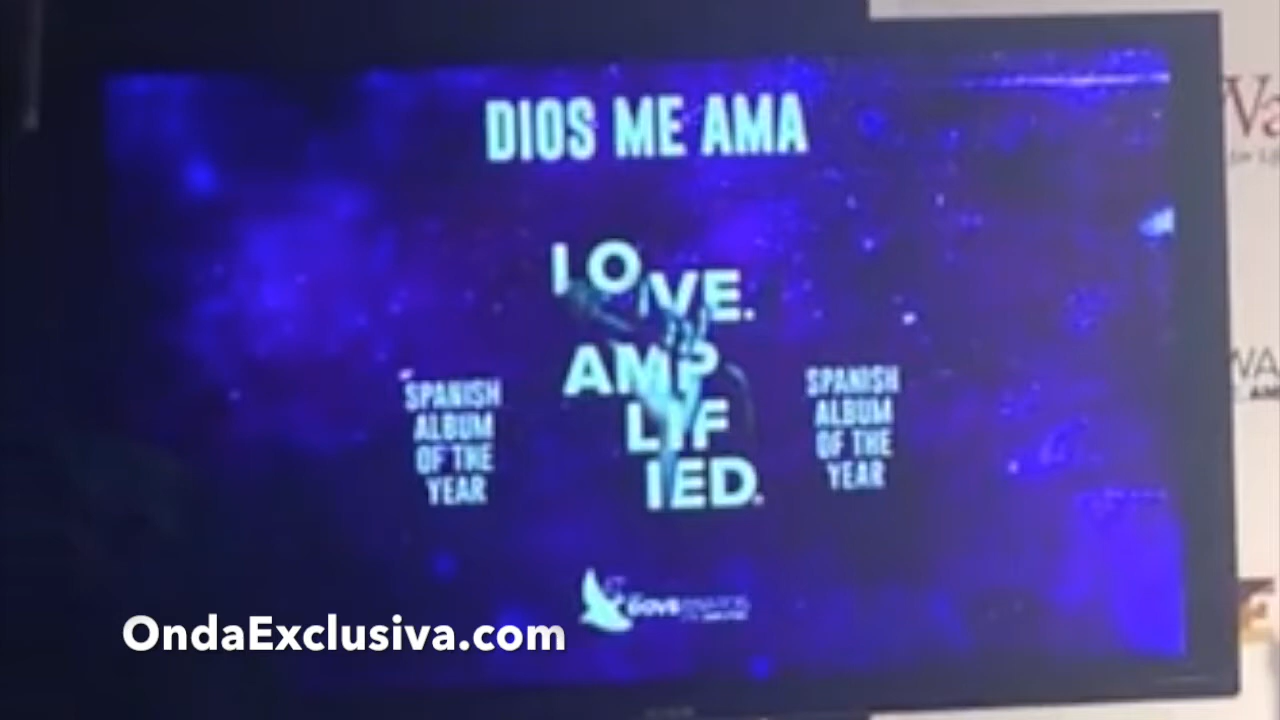 DIOS ME AMA
LOVE.
AMP
LIF
IED.
SPANISH
ALBUM
OF THE
YEAR
SPANISH
ALBUM
OF THE
YEAR
OndaExclusiva.com